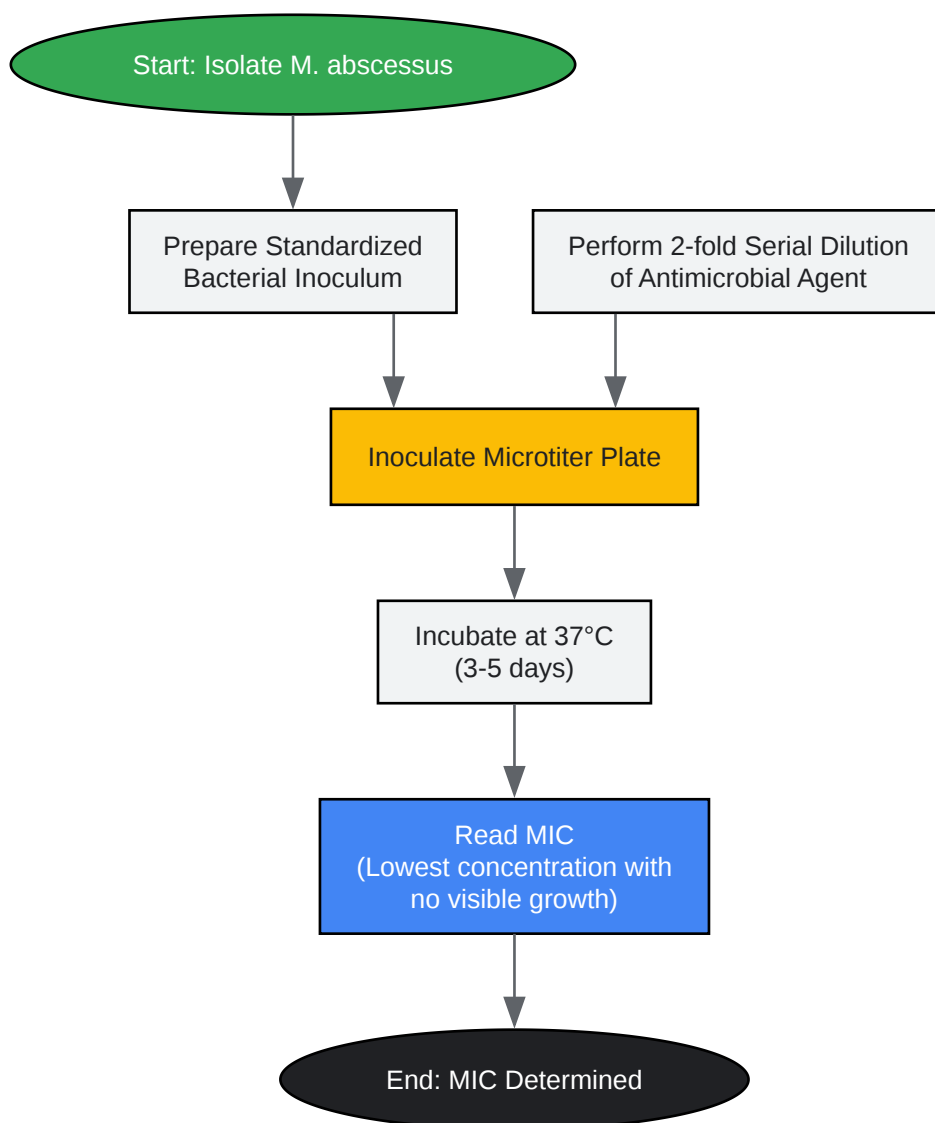 Start: Isolate M. abscessus
Prepare Standardized
Bacterial Inoculum
Perform 2-fold Serial Dilution
of Antimicrobial Agent
Inoculate Microtiter Plate
Incubate at 37°C
(3-5 days)
Read MIC
(Lowest concentration with
no visible growth)
End: MIC Determined